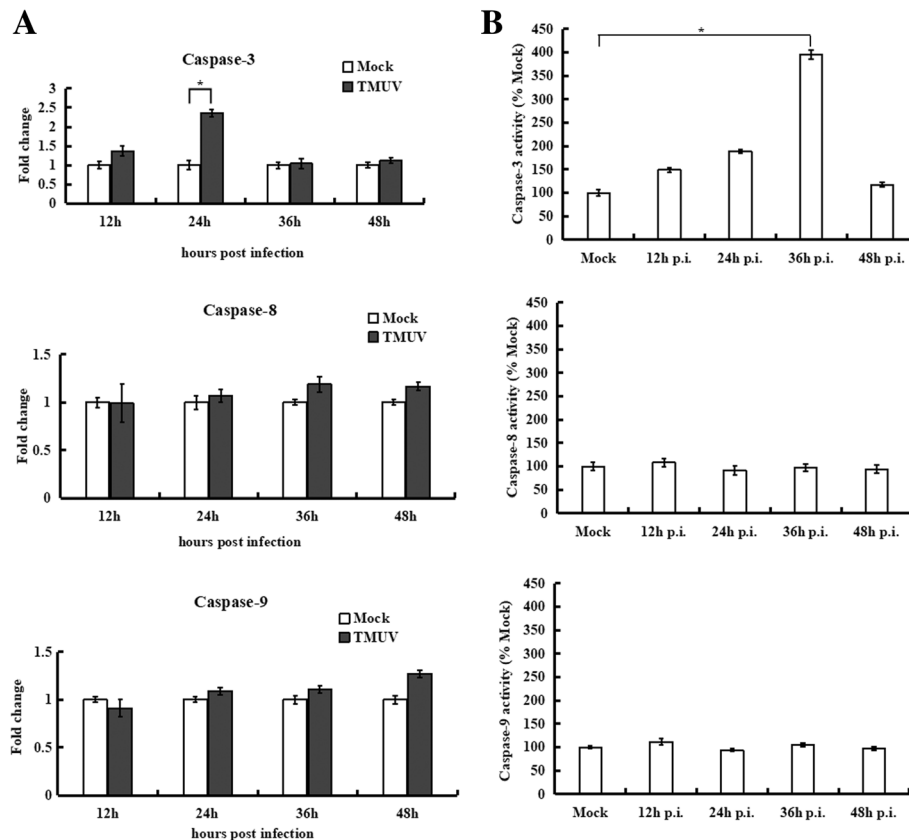 A
Caspase-3
Mock
TMUV
*
Fold change
3
2.5
2
1.5
1
0.5
0
12h 24h 36h 48h
hours post infection
Caspase-8
Mock
TMUV
Fold change
1.5
1
0.5
0
12h 24h 36h 48h
hours post infection
Caspase-9
Mock
TMUV
Fold change
1.5
1
0.5
0
12h 24h 36h 48h
hours post infection
B
*
Caspase-3 activity (% Mock)
450
400
350
300
250
200
150
100
50
0
Mock 12h p.i. 24h p.i. 36h p.i. 48h p.i.
Caspase-8 activity (% Mock)
450
400
350
300
250
200
150
100
50
0
Mock 12h p.i. 24h p.i. 36h p.i. 48h p.i.
Caspase-9 activity (% Mock)
450
400
350
300
250
200
150
100
50
0
Mock 12h p.i. 24h p.i. 36h p.i. 48h p.i.